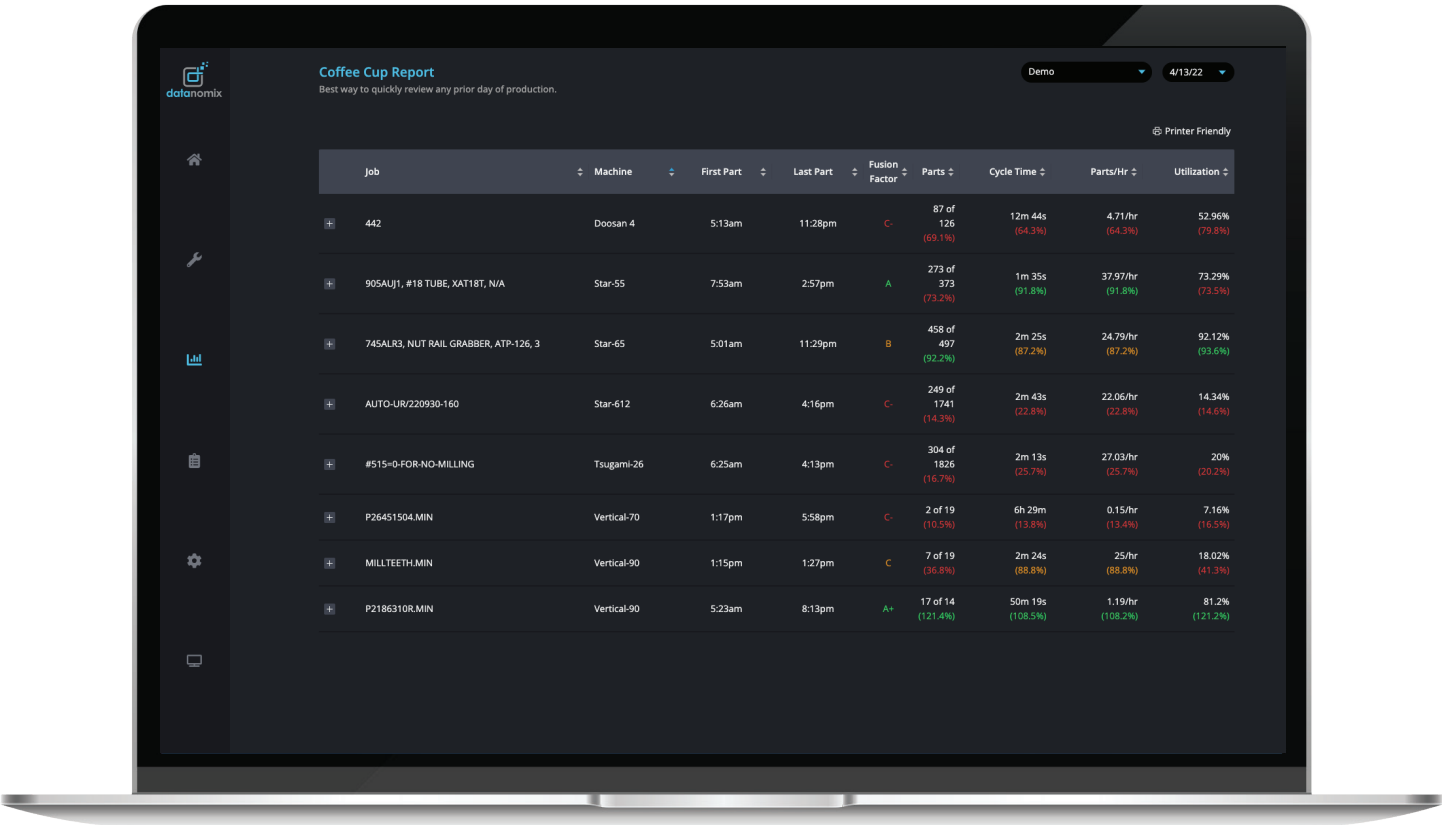 datanomix
Coffee Cup Report
Best way to quickly review any prior day of production.
Demo
4/13/22
Printer Friendly
Job Machine First Part Last Part Fusion Factor Parts Cycle Time Parts/Hr Utilization
442 Doosan 4 5:13am 11:28pm C- 87 of 126 (69.1%) 12m 44s (64.3%) 4.71/hr (64.3%) 52.96% (79.8%)
905AUJ1, #18 TUBE, XAT18T, N/A Star-55 7:53am 2:57pm A 273 of 373 (73.2%) 1m 35s (91.8%) 37.97/hr (91.8%) 73.29% (73.5%)
745ALR3, NUT RAIL GRABBER, ATP-126, 3 Star-65 5:01am 11:29pm B 458 of 497 (92.2%) 2m 25s (87.2%) 24.79/hr (87.2%) 92.12% (93.6%)
AUTO-UR/220930-160 Star-612 6:26am 4:16pm C- 249 of 1741 (14.3%) 2m 43s (22.8%) 22.06/hr (22.8%) 14.34% (14.6%)
#515=0-FOR-NO-MILLING Tsugami-26 6:25am 4:13pm C- 304 of 1826 (16.7%) 2m 13s (25.7%) 27.03/hr (25.7%) 20% (20.2%)
P26451504.MIN Vertical-70 1:17pm 5:58pm C- 2 of 19 (10.5%) 6h 29m (13.8%) 0.15/hr (13.4%) 7.16% (16.5%)
MILLTEETH.MIN Vertical-90 1:15pm 1:27pm C 7 of 19 (36.8%) 2m 24s (88.8%) 25/hr (88.8%) 18.02% (41.3%)
P2186310R.MIN Vertical-90 5:23am 8:13pm A+ 17 of 14 (121.4%) 50m 19s (108.5%) 1.19/hr (108.2%) 81.2% (121.2%)